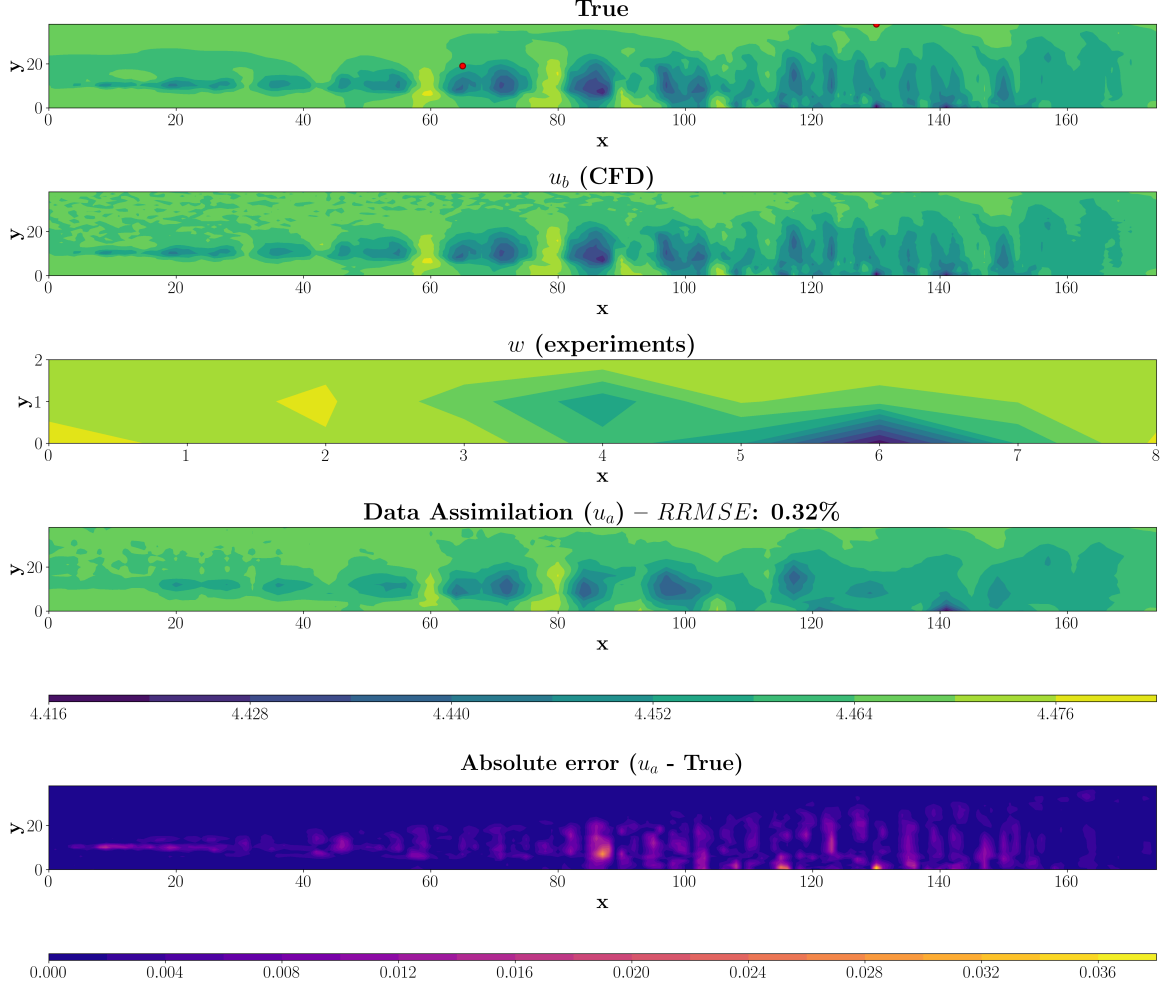 True
y
20
0
0 20 40 60 80 100 120 140 160
x
u_b (CFD)
y
20
0
0 20 40 60 80 100 120 140 160
x
w (experiments)
y
2
1
0
0 1 2 3 4 5 6 7 8
x
Data Assimilation (u_a) – RRMSE: 0.32%
y
20
0
0 20 40 60 80 100 120 140 160
x
4.416 4.428 4.440 4.452 4.464 4.476
Absolute error (u_a - True)
y
20
0
0 20 40 60 80 100 120 140 160
x
0.000 0.004 0.008 0.012 0.016 0.020 0.024 0.028 0.032 0.036